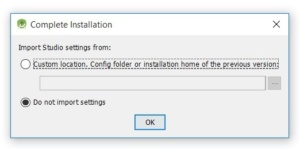 Complete Installation
Import Studio settings from:
Custom location. Config folder or installation home of the previous version:
...
Do not import settings
OK